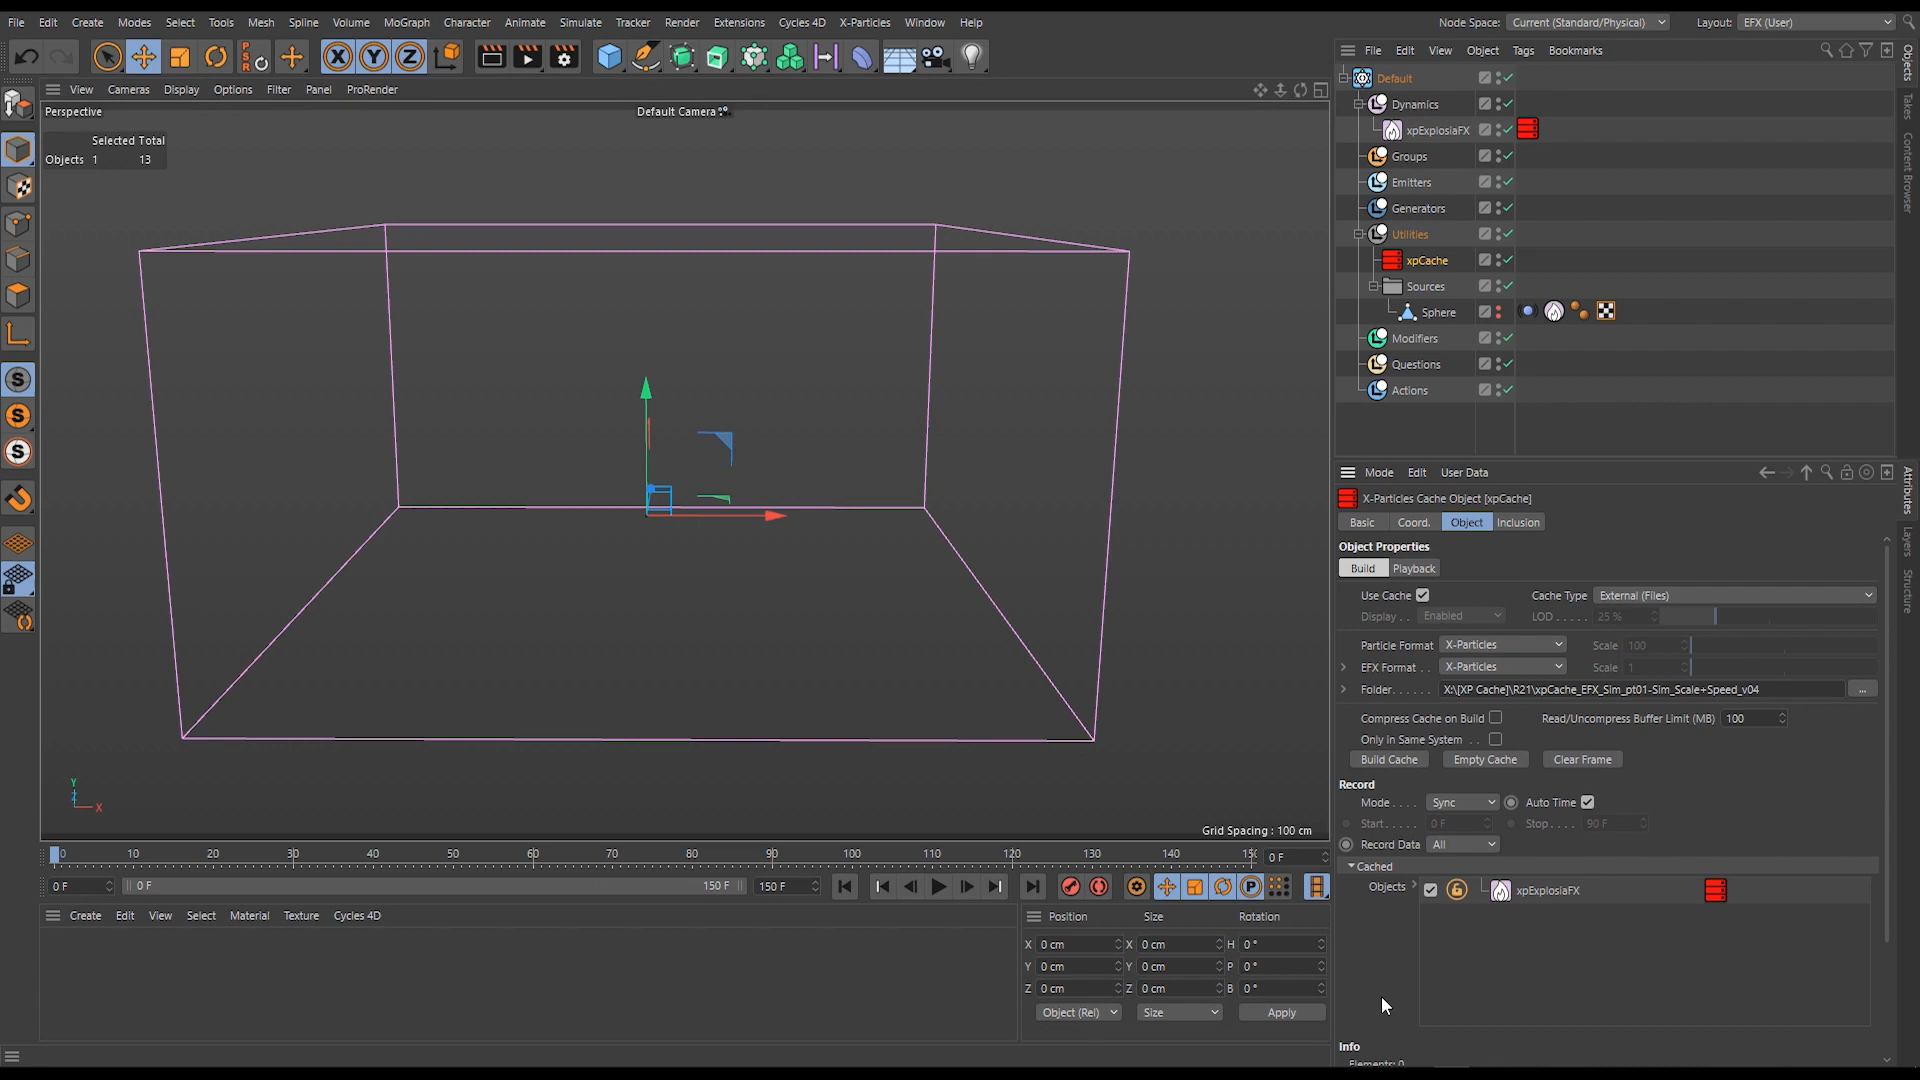 File Edit Create Modes Select Tools Mesh Spline Volume MoGraph Character Animate Simulate Tracker Render Extensions Cycles 4D X-Particles Window Help
Node Space: Current (Standard/Physical) Layout: EFX (User)
File Edit View Object Tags Bookmarks
View Cameras Display Options Filter Panel ProRender
Perspective
Default Camera
Selected Total
Objects 1 13
Default
Dynamics
xpExplosiaFX
Groups
Emitters
Generators
Utilities
xpCache
Sources
Sphere
Modifiers
Questions
Actions
Objects
Takes
Content Browser
Attributes
Layers
Structure
Mode Edit User Data
X-Particles Cache Object [xpCache]
Basic Coord. Object Inclusion
Object Properties
Build Playback
Use Cache Cache Type External (Files)
Display . . Enabled LOD . . . . . 25 %
Particle Format X-Particles Scale 100
EFX Format . . X-Particles Scale 1
Folder. . . . . . X:\[XP Cache]\R21\xpCache_EFX_Sim_pt01-Sim_Scale+Speed_v04 ...
Compress Cache on Build Read/Uncompress Buffer Limit (MB) 100
Only In Same System . .
Build Cache Empty Cache Clear Frame
Record
Mode . . . . Sync Auto Time
Start. . . . . 0 F Stop. . . . 90 F
Record Data All
Cached
Objects xpExplosiaFX
Info
Elements: 0
Y
Z
X
Grid Spacing : 100 cm
0 10 20 30 40 50 60 70 80 90 100 110 120 130 140 0 F
0 F 0 F 150 F 150 F
Create Edit View Select Material Texture Cycles 4D
Position Size Rotation
X 0 cm X 0 cm H 0 °
Y 0 cm Y 0 cm P 0 °
Z 0 cm Z 0 cm B 0 °
Object (Rel) Size Apply